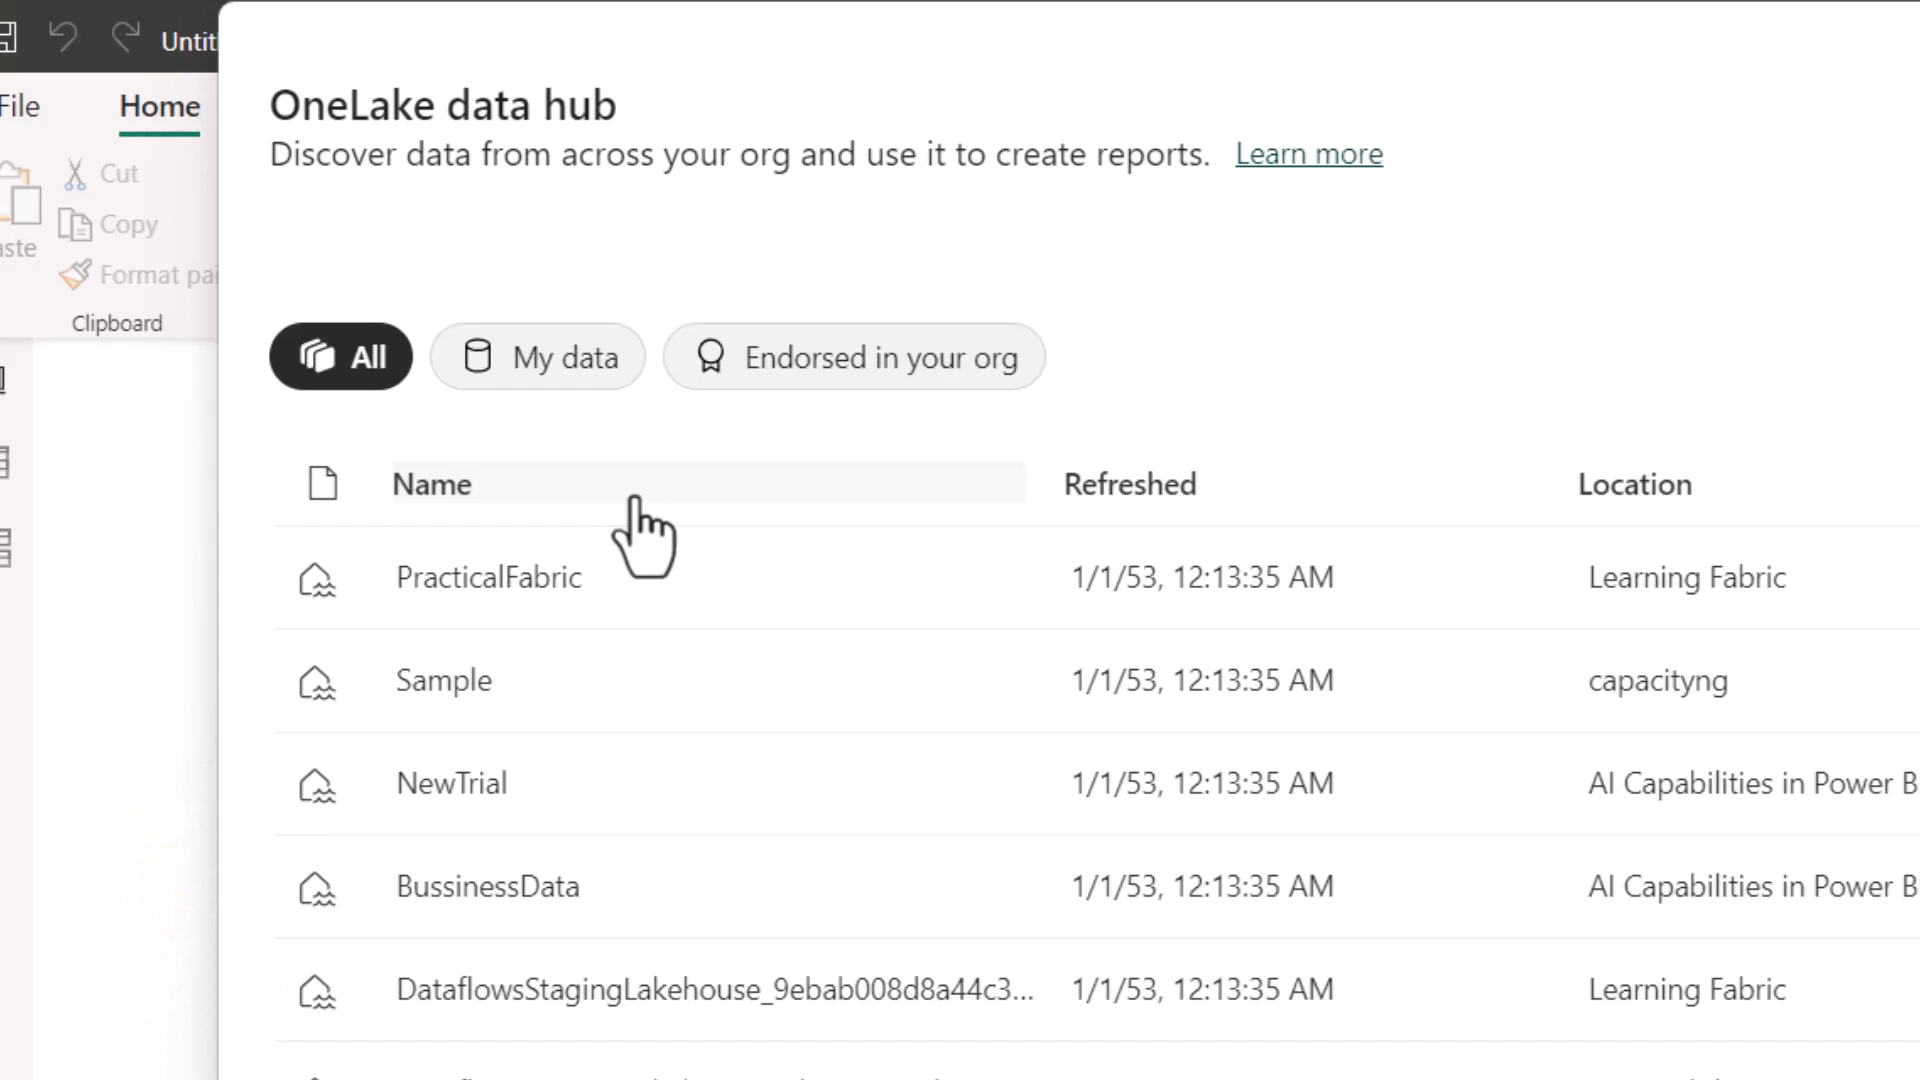 Untit
File
Home
Cut
Copy
aste
Format pai
Clipboard
OneLake data hub
Discover data from across your org and use it to create reports. Learn more
All
My data
Endorsed in your org
Name Refreshed Location
PracticalFabric 1/1/53, 12:13:35 AM Learning Fabric
Sample 1/1/53, 12:13:35 AM capacityng
NewTrial 1/1/53, 12:13:35 AM AI Capabilities in Power B
BussinessData 1/1/53, 12:13:35 AM AI Capabilities in Power B
DataflowsStagingLakehouse_9ebab008d8a44c3... 1/1/53, 12:13:35 AM Learning Fabric